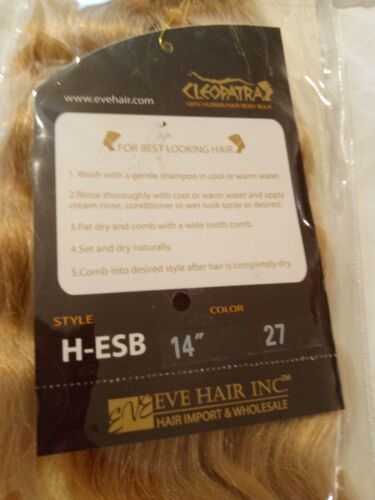 www.evehair.com
CLEOPATRA
100% HUMAN HAIR REMY BULK
FOR BEST LOOKING HAIR
1. Wash with a gentle shampoo in cool or warm water.
2.Rinse thoroughly with cool or warm water and apply
cream rinse, conditioner or wet-look spray as desired.
3.Pat dry and comb with a wide tooth comb.
4.Set and dry naturally.
5.Comb into desired style after hair is completely dry.
STYLE COLOR
H-ESB 14" 27
EVE EVE HAIR INC.™
HAIR IMPORT & WHOLESALE